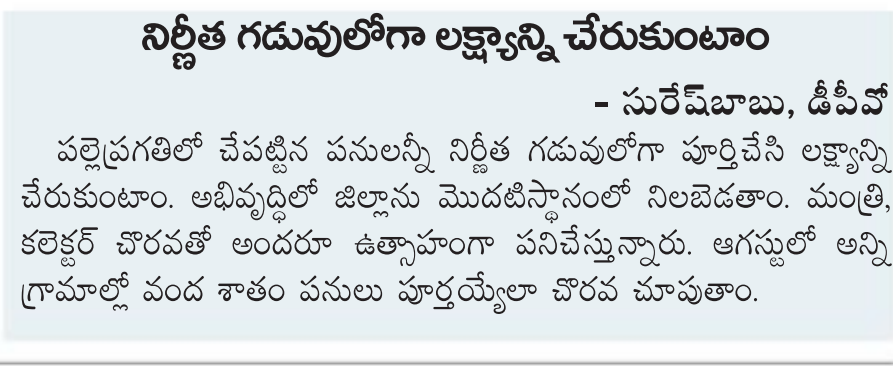 నిర్ణీత గడువులోగా లక్ష్యాన్ని చేరుకుంటాం
- సురేష్‌బాబు, డీపీవో
పల్లెప్రగతిలో చేపట్టిన పనులన్నీ నిర్ణీత గడువులోగా పూర్తిచేసి లక్ష్యాన్ని
చేరుకుంటాం. అభివృద్ధిలో జిల్లాను మొదటిస్థానంలో నిలబెడతాం. మంత్రి,
కలెక్టర్ చొరవతో అందరూ ఉత్సాహంగా పనిచేస్తున్నారు. ఆగస్టులో అన్ని
గ్రామాల్లో వంద శాతం పనులు పూర్తయ్యేలా చొరవ చూపుతాం.